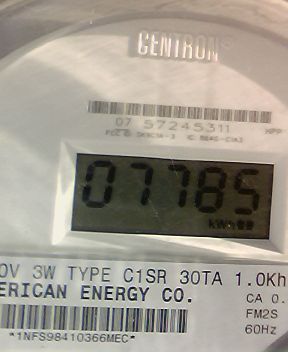 CENTRON®
07 57245311
07785
0V 3W TYPE C1SR 30TA 1.0Kh
ERICAN ENERGY CO.
CA 0.
FM2S
60Hz
*1NFS98410366MEC*